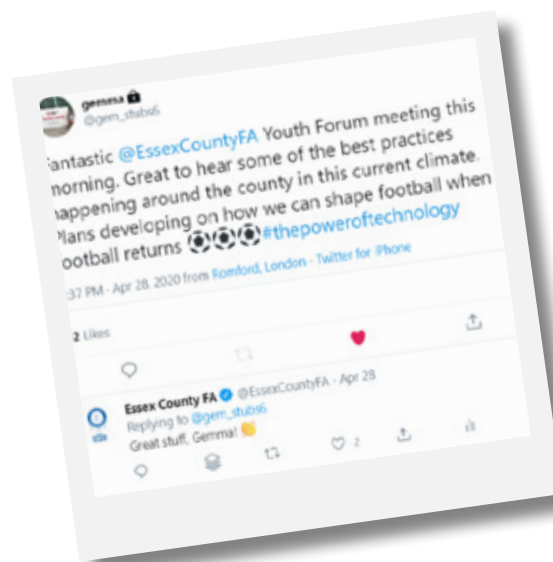 gemma
@gem_stubs6
antastic @EssexCountyFA Youth Forum meeting this
morning. Great to hear some of the best practices
happening around the county in this current climate.
Plans developing on how we can shape football when
ootball returns ⚽⚽⚽#thepoweroftechnology
:37 PM · Apr 28, 2020 from Romford, London · Twitter for iPhone
2 Likes
Essex County FA @EssexCountyFA · Apr 28
Replying to @gem_stubs6
Great stuff, Gemma! 👏
2